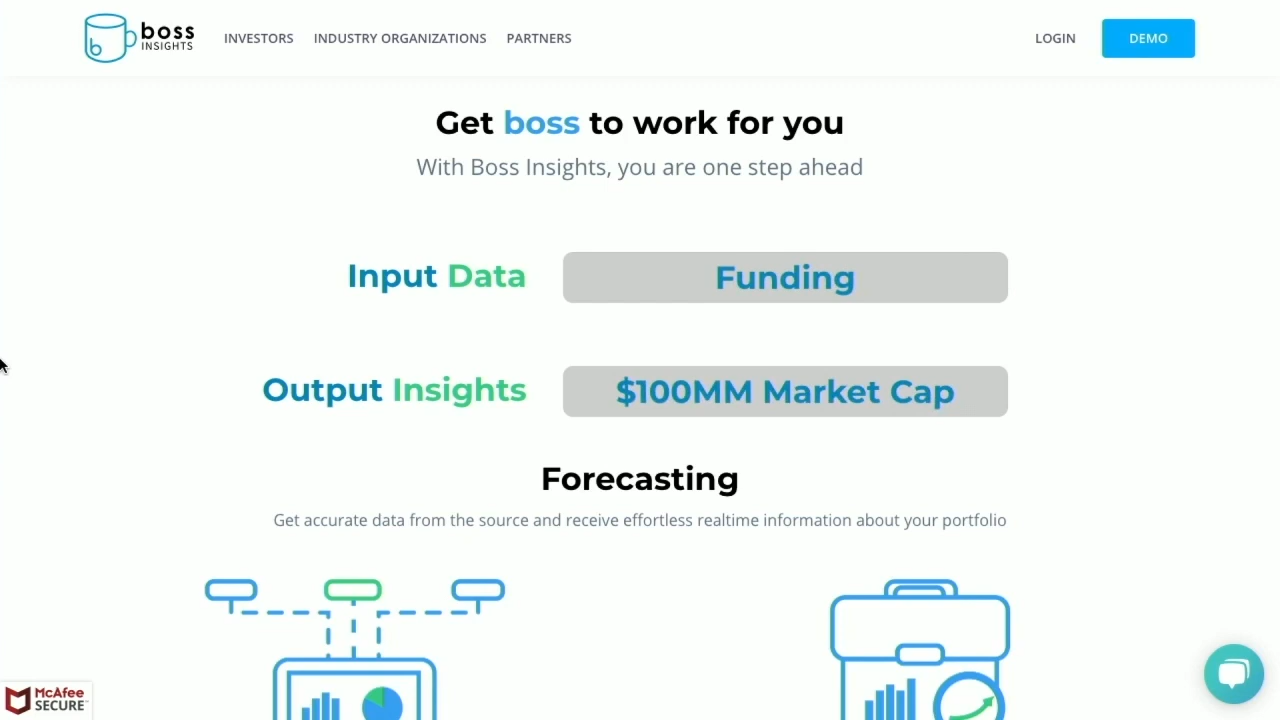 boss
INSIGHTS
INVESTORS
INDUSTRY ORGANIZATIONS
PARTNERS
LOGIN
DEMO
Get boss to work for you
With Boss Insights, you are one step ahead
Input Data
Funding
Output Insights
$100MM Market Cap
Forecasting
Get accurate data from the source and receive effortless realtime information about your portfolio
McAfee
SECURE™